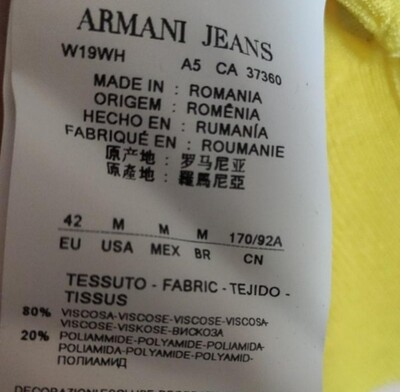 ARMANI JEANS
W19WH A5 CA 37360
MADE IN : ROMANIA
ORIGEM : ROMÊNIA
HECHO EN : RUMANÍA
FABRIQUÉ EN : ROUMANIE
原产地 : 罗马尼亚
原產地 : 羅馬尼亞
42 M M M 170/92A
EU USA MEX BR CN
TESSUTO - FABRIC - TEJIDO -
TISSUS
80% VISCOSA-VISCOSE-VISCOSE-VISCOSA-
VISCOSE-VISKOSE-ВИСКОЗА
20% POLIAMMIDE-POLYAMIDE-POLIAMIDA-
POLIAMIDA-POLYAMIDE-POLYAMID-
ПОЛИАМИД